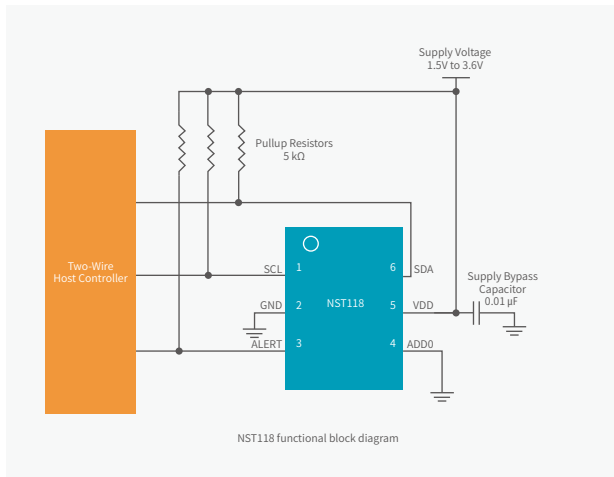 Supply Voltage
1.5V to 3.6V
Pullup Resistors
5 kΩ
Two-Wire
Host Controller
SCL
1
6
SDA
Supply Bypass
Capacitor
0.01 µF
GND
2
NST118
5
VDD
ALERT
3
4
ADD0
NST118 functional block diagram